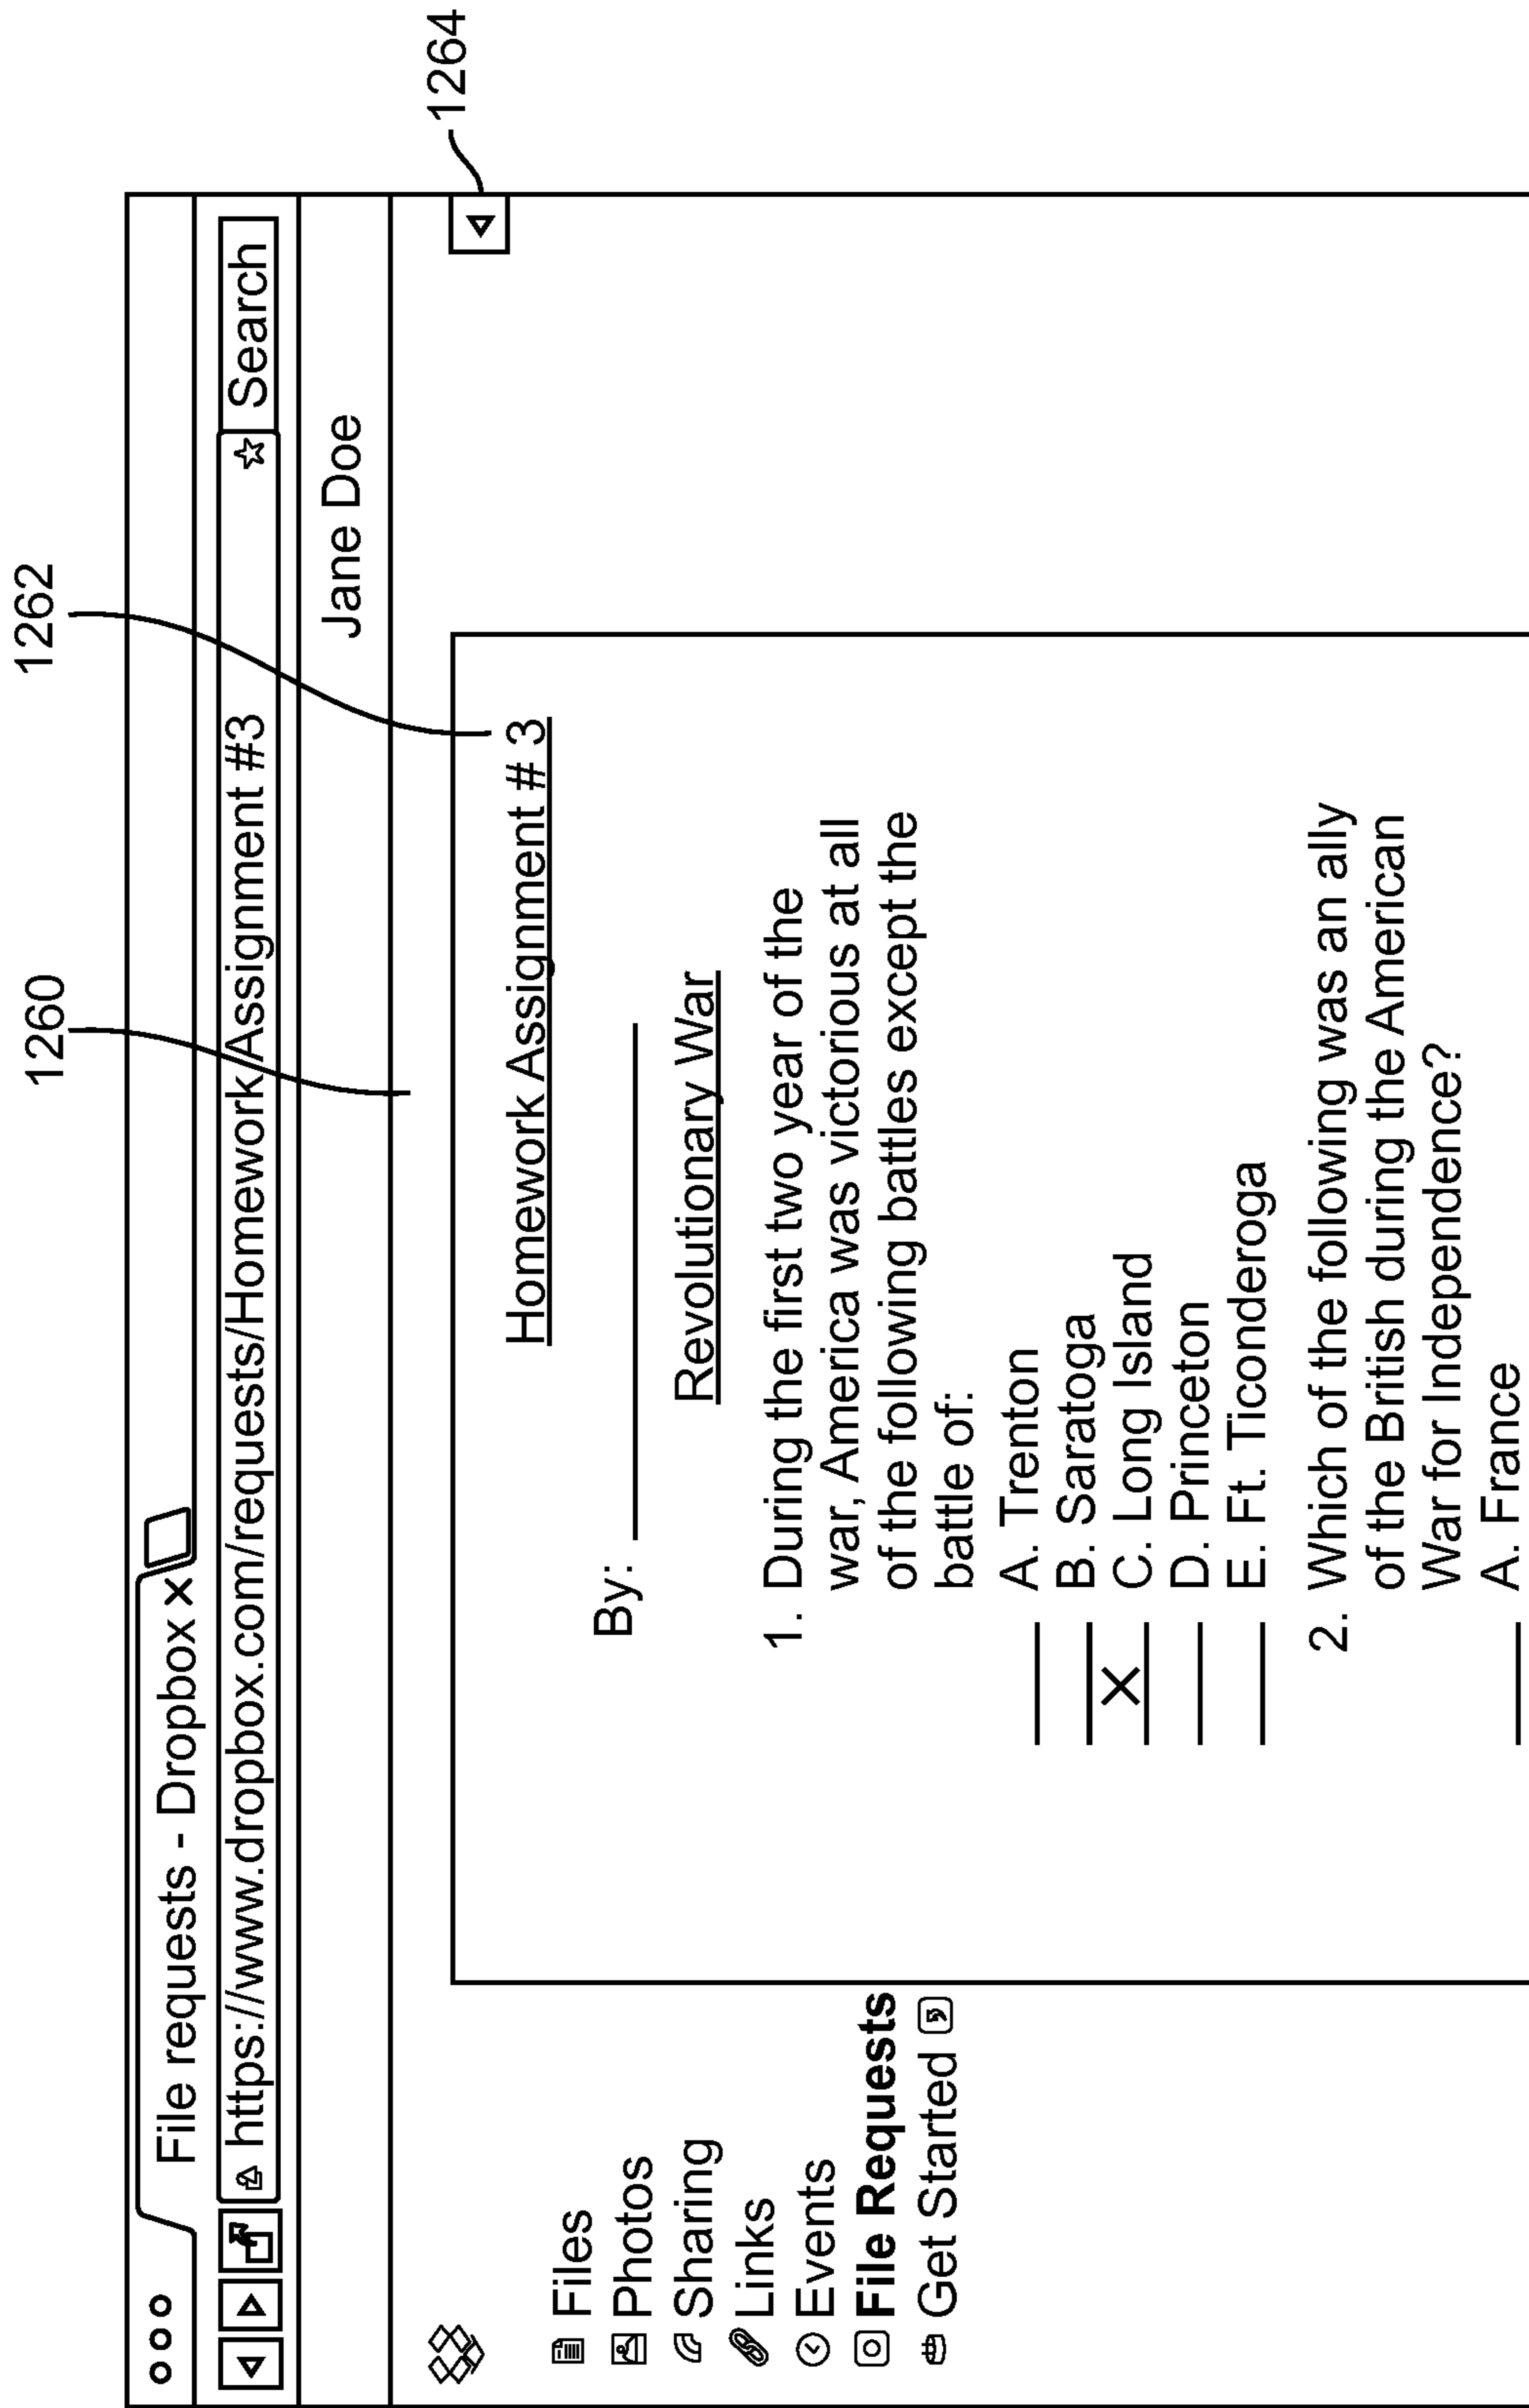 1260
1262
1264
File requests - Dropbox ×
https://www.dropbox.com/requests/Homework Assignment #3
Search
Jane Doe
Files
Photos
Sharing
Links
Events
File Requests
Get Started
Homework Assignment # 3
By:
Revolutionary War
1. During the first two year of the
war, America was victorious at all
of the following battles except the
battle of:
A. Trenton
B. Saratoga
X C. Long Island
D. Princeton
E. Ft. Ticonderoga
2. Which of the following was an ally
of the British during the American
War for Independence?
A. France